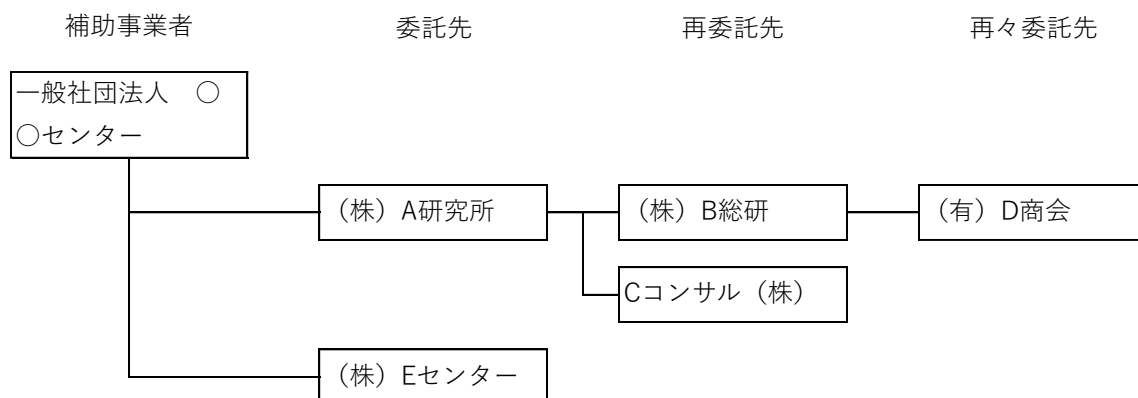 補助事業者　委託先　再委託先　再々委託先
一般社団法人　○
○センター
（株）A研究所
（株）B総研
（有）D商会
Cコンサル（株）
（株）Eセンター